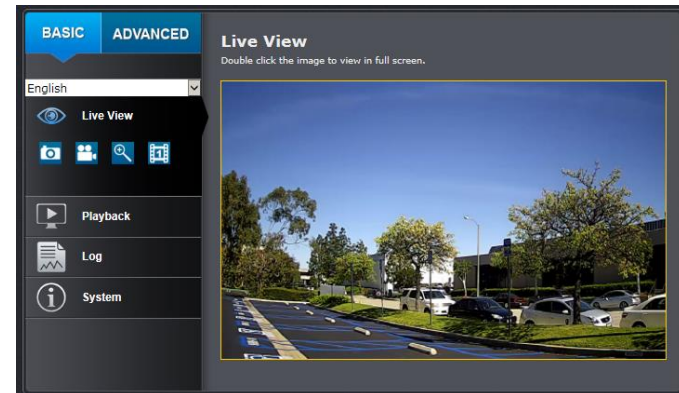 BASIC ADVANCED
English
Live View
1
Playback
Log
System
Live View
Double click the image to view in full screen.